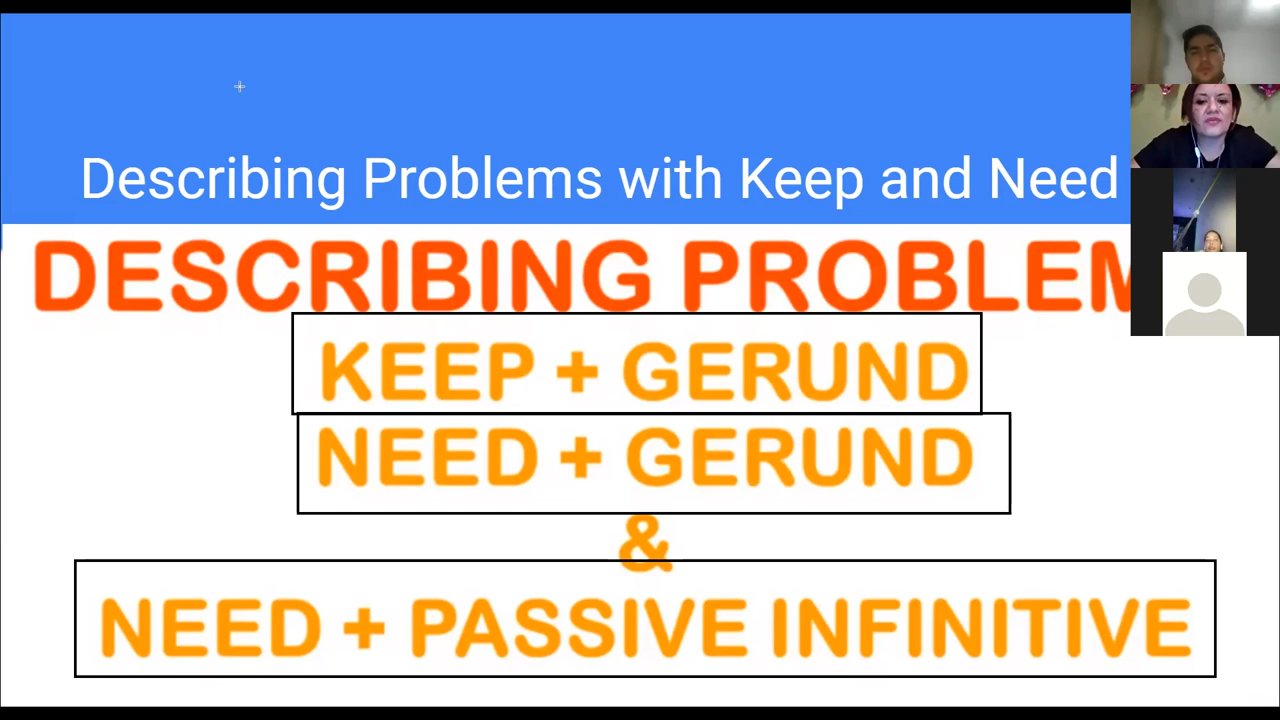 Describing Problems with Keep and Need
DESCRIBING PROBLEM
KEEP + GERUND
NEED + GERUND
&
NEED + PASSIVE INFINITIVE